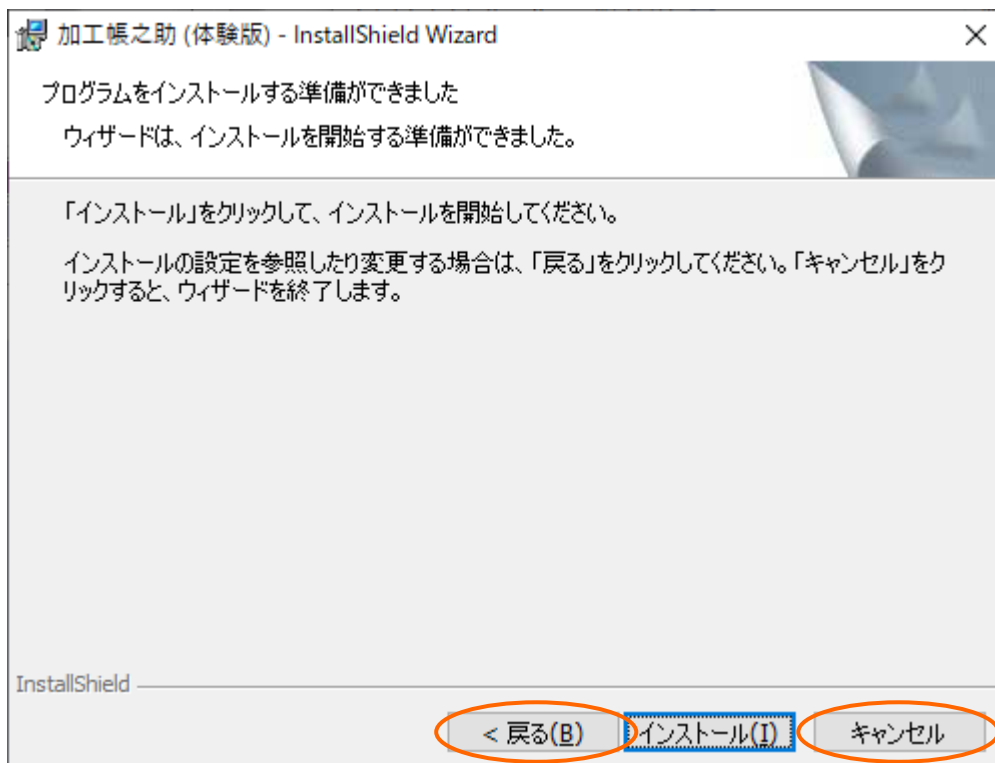 加工帳之助 (体験版) - InstallShield Wizard
プログラムをインストールする準備ができました
ウィザードは、インストールを開始する準備ができました。
「インストール」をクリックして、インストールを開始してください。
インストールの設定を参照したり変更する場合は、「戻る」をクリックしてください。「キャンセル」をク
リックすると、ウィザードを終了します。
InstallShield
< 戻る(B) インストール(I) キャンセル